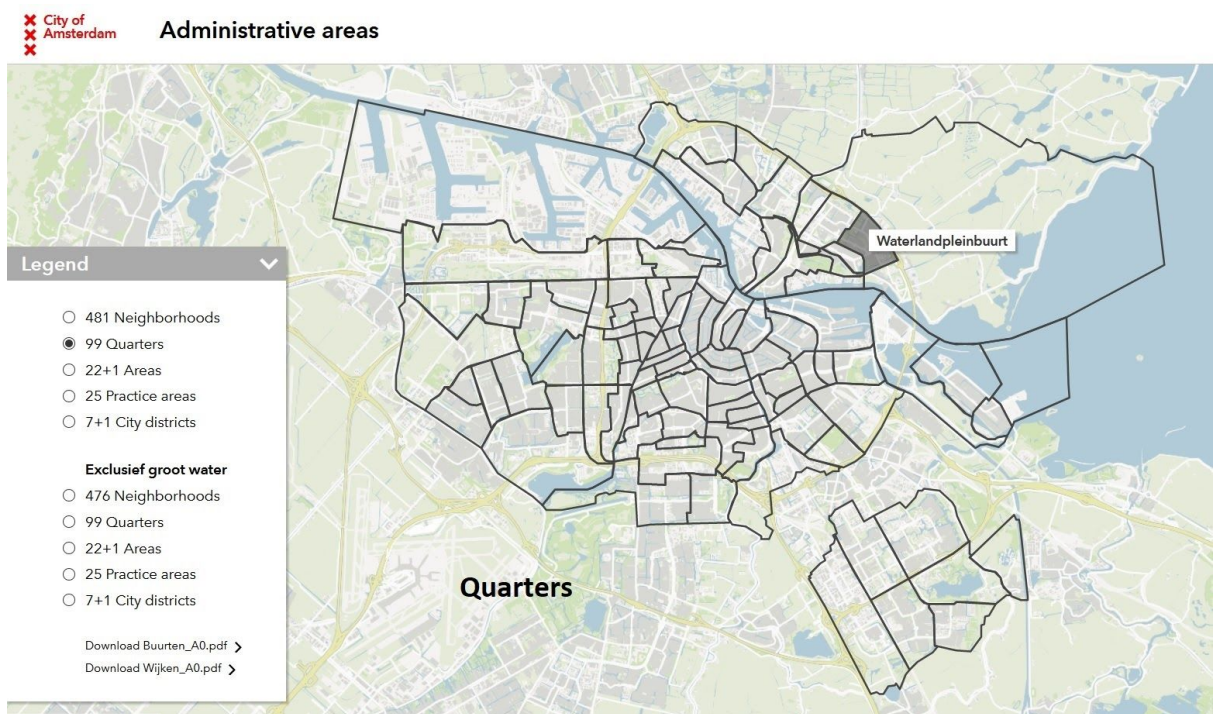 City of
Amsterdam
Administrative areas
Waterlandpleinbuurt
Legend
481 Neighborhoods
99 Quarters
22+1 Areas
25 Practice areas
7+1 City districts
Exclusief groot water
476 Neighborhoods
99 Quarters
22+1 Areas
25 Practice areas
7+1 City districts
Download Buurten_A0.pdf
Download Wijken_A0.pdf
Quarters